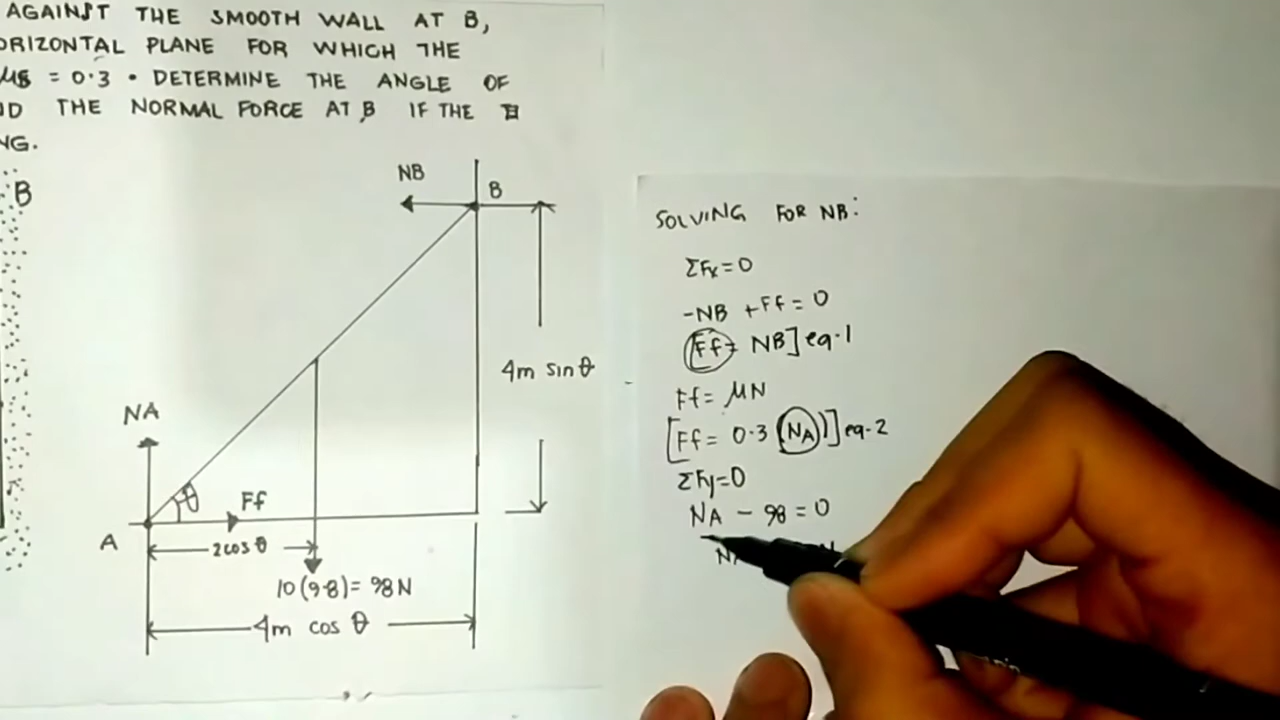 AGAINST THE SMOOTH WALL AT B,
ORIZONTAL PLANE FOR WHICH THE
μs = 0.3 . DETERMINE THE ANGLE OF
THE NORMAL FORCE AT B IF THE
NG.
B
NB
B
4m sinθ
NA
θ
Ff
A
2cosθ
10(9.8)= 98N
4m cos θ
SOLVING FOR NB:
ΣFx=0
-NB +Ff = 0
Ff= NB] eq.1
Ff= μN
[Ff= 0.3 (NA)] eq.2
ΣFy=0
NA - 98 = 0